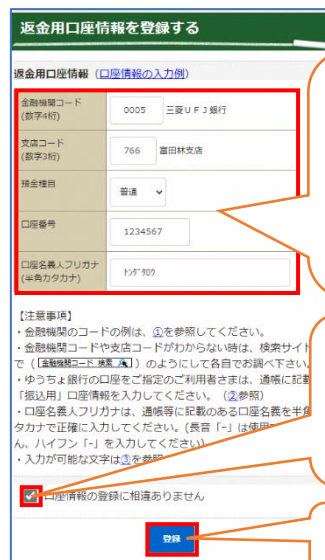 返金用口座情報を登録する
返金用口座情報（口座情報の入力例）
金融機関コード
(数字4桁)
0005 三菱ＵＦＪ銀行
支店コード
(数字3桁)
766 富田林支店
預金種目
普通
口座番号
1234567
口座名義人フリガナ
(半角カタカナ)
ﾄﾝﾀﾞﾀﾛｳ
【注意事項】
・金融機関のコードの例は、①を参照してください。
・金融機関コードや支店コードがわからない時は、検索サイト
で（金融機関コード 検索）のようにして各自でお調べ下さい。
・ゆうちょ銀行の口座をご指定のご利用者さまは、通帳に記載
「振込用」口座情報を入力してください。（②参照）
・口座名義人フリガナは、通帳等に記載のある口座名義を半角
タカナで正確に入力してください。(長音「-」は使用
ん、ハイフン「-」を入力してください)
・入力が可能な文字は③を参照
口座情報の登録に相違ありません
登録